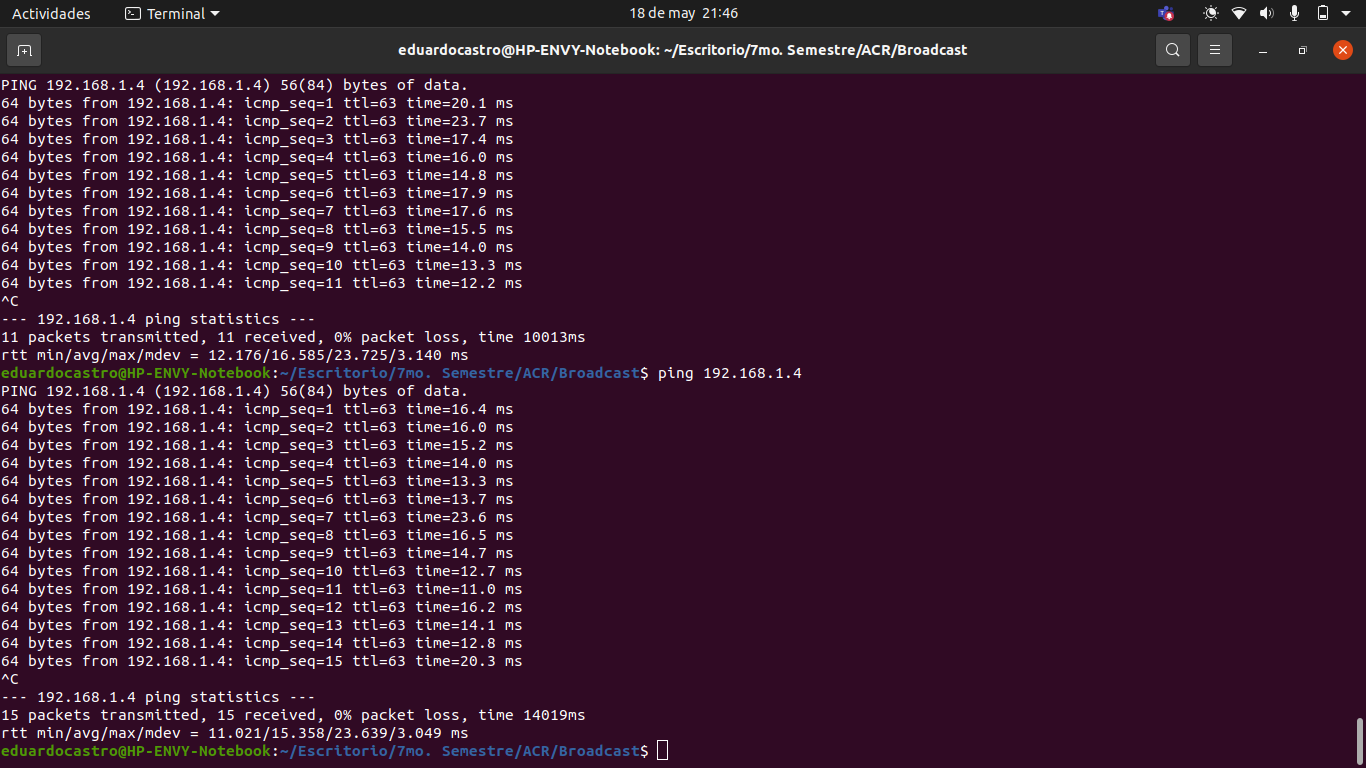 Actividades
Terminal
18 de may 21:46
eduardocastro@HP-ENVY-Notebook: ~/Escritorio/7mo. Semestre/ACR/Broadcast
PING 192.168.1.4 (192.168.1.4) 56(84) bytes of data.
64 bytes from 192.168.1.4: icmp_seq=1 ttl=63 time=20.1 ms
64 bytes from 192.168.1.4: icmp_seq=2 ttl=63 time=23.7 ms
64 bytes from 192.168.1.4: icmp_seq=3 ttl=63 time=17.4 ms
64 bytes from 192.168.1.4: icmp_seq=4 ttl=63 time=16.0 ms
64 bytes from 192.168.1.4: icmp_seq=5 ttl=63 time=14.8 ms
64 bytes from 192.168.1.4: icmp_seq=6 ttl=63 time=17.9 ms
64 bytes from 192.168.1.4: icmp_seq=7 ttl=63 time=17.6 ms
64 bytes from 192.168.1.4: icmp_seq=8 ttl=63 time=15.5 ms
64 bytes from 192.168.1.4: icmp_seq=9 ttl=63 time=14.0 ms
64 bytes from 192.168.1.4: icmp_seq=10 ttl=63 time=13.3 ms
64 bytes from 192.168.1.4: icmp_seq=11 ttl=63 time=12.2 ms
^C
--- 192.168.1.4 ping statistics ---
11 packets transmitted, 11 received, 0% packet loss, time 10013ms
rtt min/avg/max/mdev = 12.176/16.585/23.725/3.140 ms
eduardocastro@HP-ENVY-Notebook:~/Escritorio/7mo. Semestre/ACR/Broadcast$ ping 192.168.1.4
PING 192.168.1.4 (192.168.1.4) 56(84) bytes of data.
64 bytes from 192.168.1.4: icmp_seq=1 ttl=63 time=16.4 ms
64 bytes from 192.168.1.4: icmp_seq=2 ttl=63 time=16.0 ms
64 bytes from 192.168.1.4: icmp_seq=3 ttl=63 time=15.2 ms
64 bytes from 192.168.1.4: icmp_seq=4 ttl=63 time=14.0 ms
64 bytes from 192.168.1.4: icmp_seq=5 ttl=63 time=13.3 ms
64 bytes from 192.168.1.4: icmp_seq=6 ttl=63 time=13.7 ms
64 bytes from 192.168.1.4: icmp_seq=7 ttl=63 time=23.6 ms
64 bytes from 192.168.1.4: icmp_seq=8 ttl=63 time=16.5 ms
64 bytes from 192.168.1.4: icmp_seq=9 ttl=63 time=14.7 ms
64 bytes from 192.168.1.4: icmp_seq=10 ttl=63 time=12.7 ms
64 bytes from 192.168.1.4: icmp_seq=11 ttl=63 time=11.0 ms
64 bytes from 192.168.1.4: icmp_seq=12 ttl=63 time=16.2 ms
64 bytes from 192.168.1.4: icmp_seq=13 ttl=63 time=14.1 ms
64 bytes from 192.168.1.4: icmp_seq=14 ttl=63 time=12.8 ms
64 bytes from 192.168.1.4: icmp_seq=15 ttl=63 time=20.3 ms
^C
--- 192.168.1.4 ping statistics ---
15 packets transmitted, 15 received, 0% packet loss, time 14019ms
rtt min/avg/max/mdev = 11.021/15.358/23.639/3.049 ms
eduardocastro@HP-ENVY-Notebook:~/Escritorio/7mo. Semestre/ACR/Broadcast$